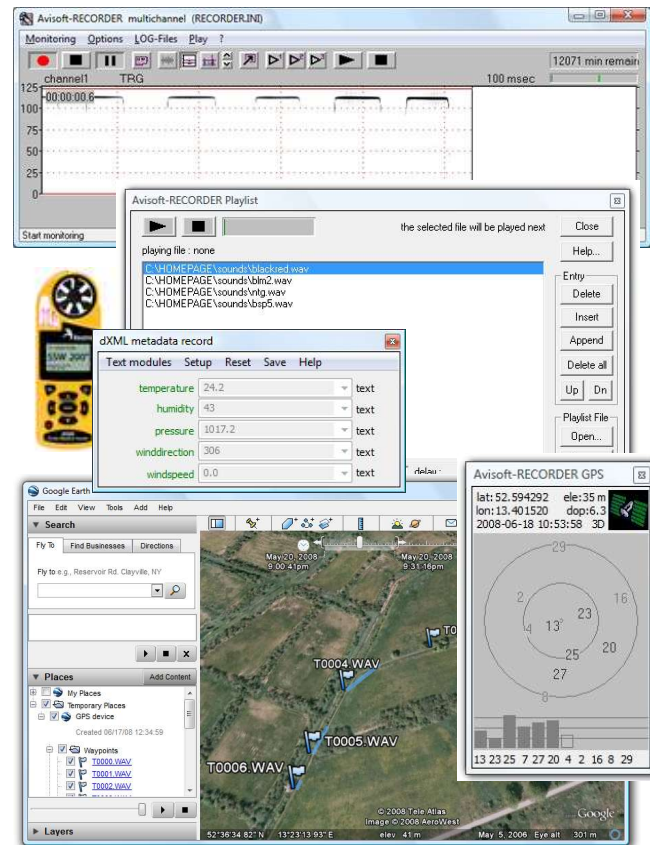 Avisoft-RECORDER multichannel (RECORDER.INI)
Monitoring Options LOG-Files Play ?
12071 min remain
channel1 TRG 100 msec
125
00:00:00.6
100
75
50
25
0
Start monitoring
Avisoft-RECORDER Playlist
the selected file will be played next
Close
playing file : none
Help...
C:\HOMEPAGE\sounds\blackred.wav
C:\HOMEPAGE\sounds\blm2.wav
C:\HOMEPAGE\sounds\ntg.wav
C:\HOMEPAGE\sounds\bsp5.wav
Entry
Delete
Insert
Append
Delete all
Up Dn
Playlist File
Open...
delay :
SSW 200°
dXML metadata record
Text modules Setup Reset Save Help
temperature 24.2 text
humidity 43 text
pressure 1017.2 text
winddirection 306 text
windspeed 0.0 text
Avisoft-RECORDER GPS
lat: 52.594292 ele:35 m
lon: 13.401520 dop:6.3
2008-06-18 10:53:58 3D
29
2
16
23
4
13°
20
25
27
8
13 23 25 7 27 20 4 2 16 8 29
Google Earth
File Edit View Tools Add Help
Search
Fly To Find Businesses Directions
Fly to e.g., Reservoir Rd. Clayville, NY
Places
Add Content
My Places
Temporary Places
GPS device
Created 06/17/08 12:34:59
Waypoints
T0000.WAV
T0001.WAV
T0002.WAV
Layers
May 20, 2008
9:00:41pm
May 20, 2008
9:31:16pm
T0
T0004.WAV
T0005.WAV
T0006.WAV
© 2008 Tele Atlas
Image © 2008 AeroWest
Google
52°36'34.82" N 13°23'13.93" E elev 41 m May 5, 2006 Eye alt 301 m